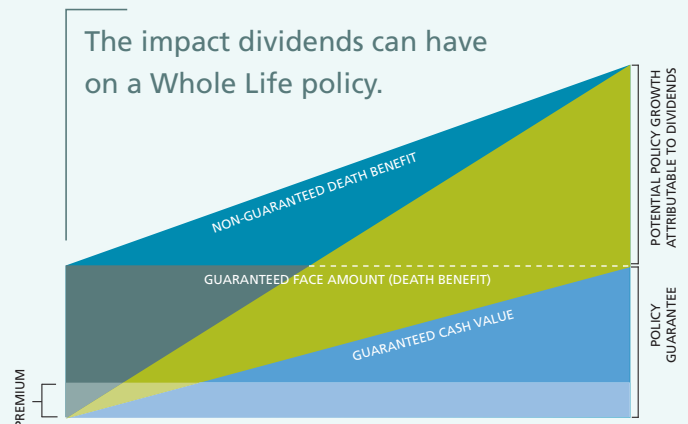 The impact dividends can have
on a Whole Life policy.
NON-GUARANTEED DEATH BENEFIT
GUARANTEED FACE AMOUNT (DEATH BENEFIT)
GUARANTEED CASH VALUE
POTENTIAL POLICY GROWTH
ATTRIBUTABLE TO DIVIDENDS
POLICY
GUARANTEE
PREMIUM